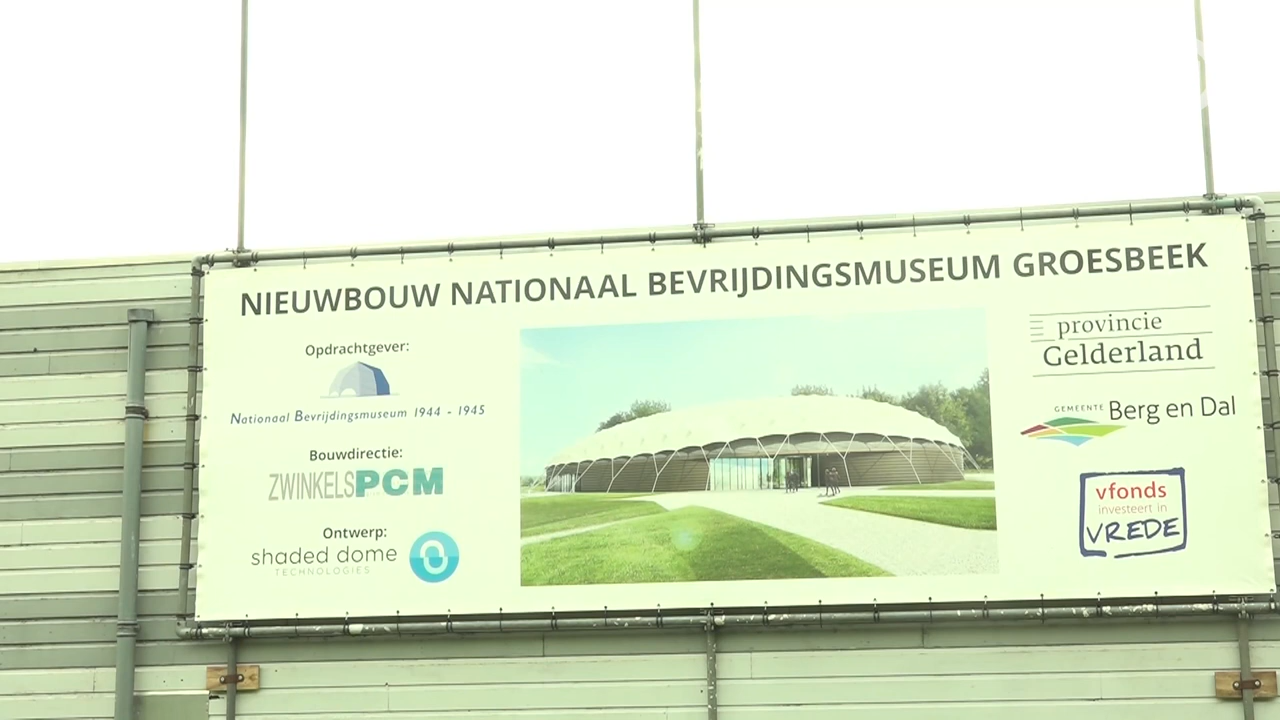 NIEUWBOUW NATIONAAL BEVRIJDINGSMUSEUM GROESBEEK
Opdrachtgever:
Nationaal Bevrijdingsmuseum 1944 - 1945
Bouwdirectie:
ZWINKELSPCM
Ontwerp:
shaded dome
TECHNOLOGIES
provincie
Gelderland
GEMEENTE Berg en Dal
vfonds
investeert in
VREDE